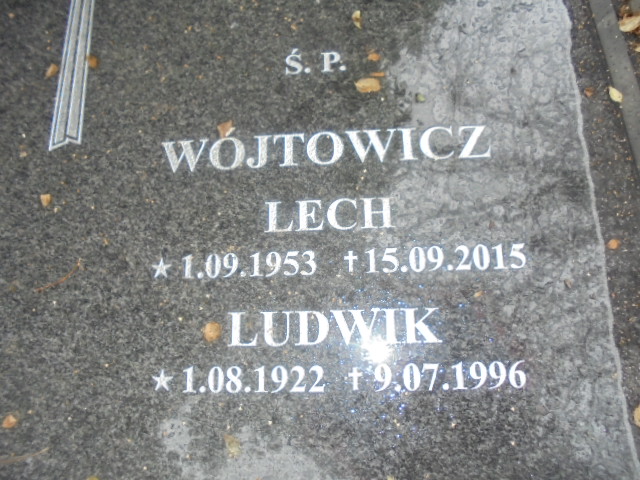 Ś. P.
WÓJTOWICZ
LECH
★ 1.09.1953 ✝ 15.09.2015
LUDWIK
★ 1.08.1922 ✝ 9.07.1996